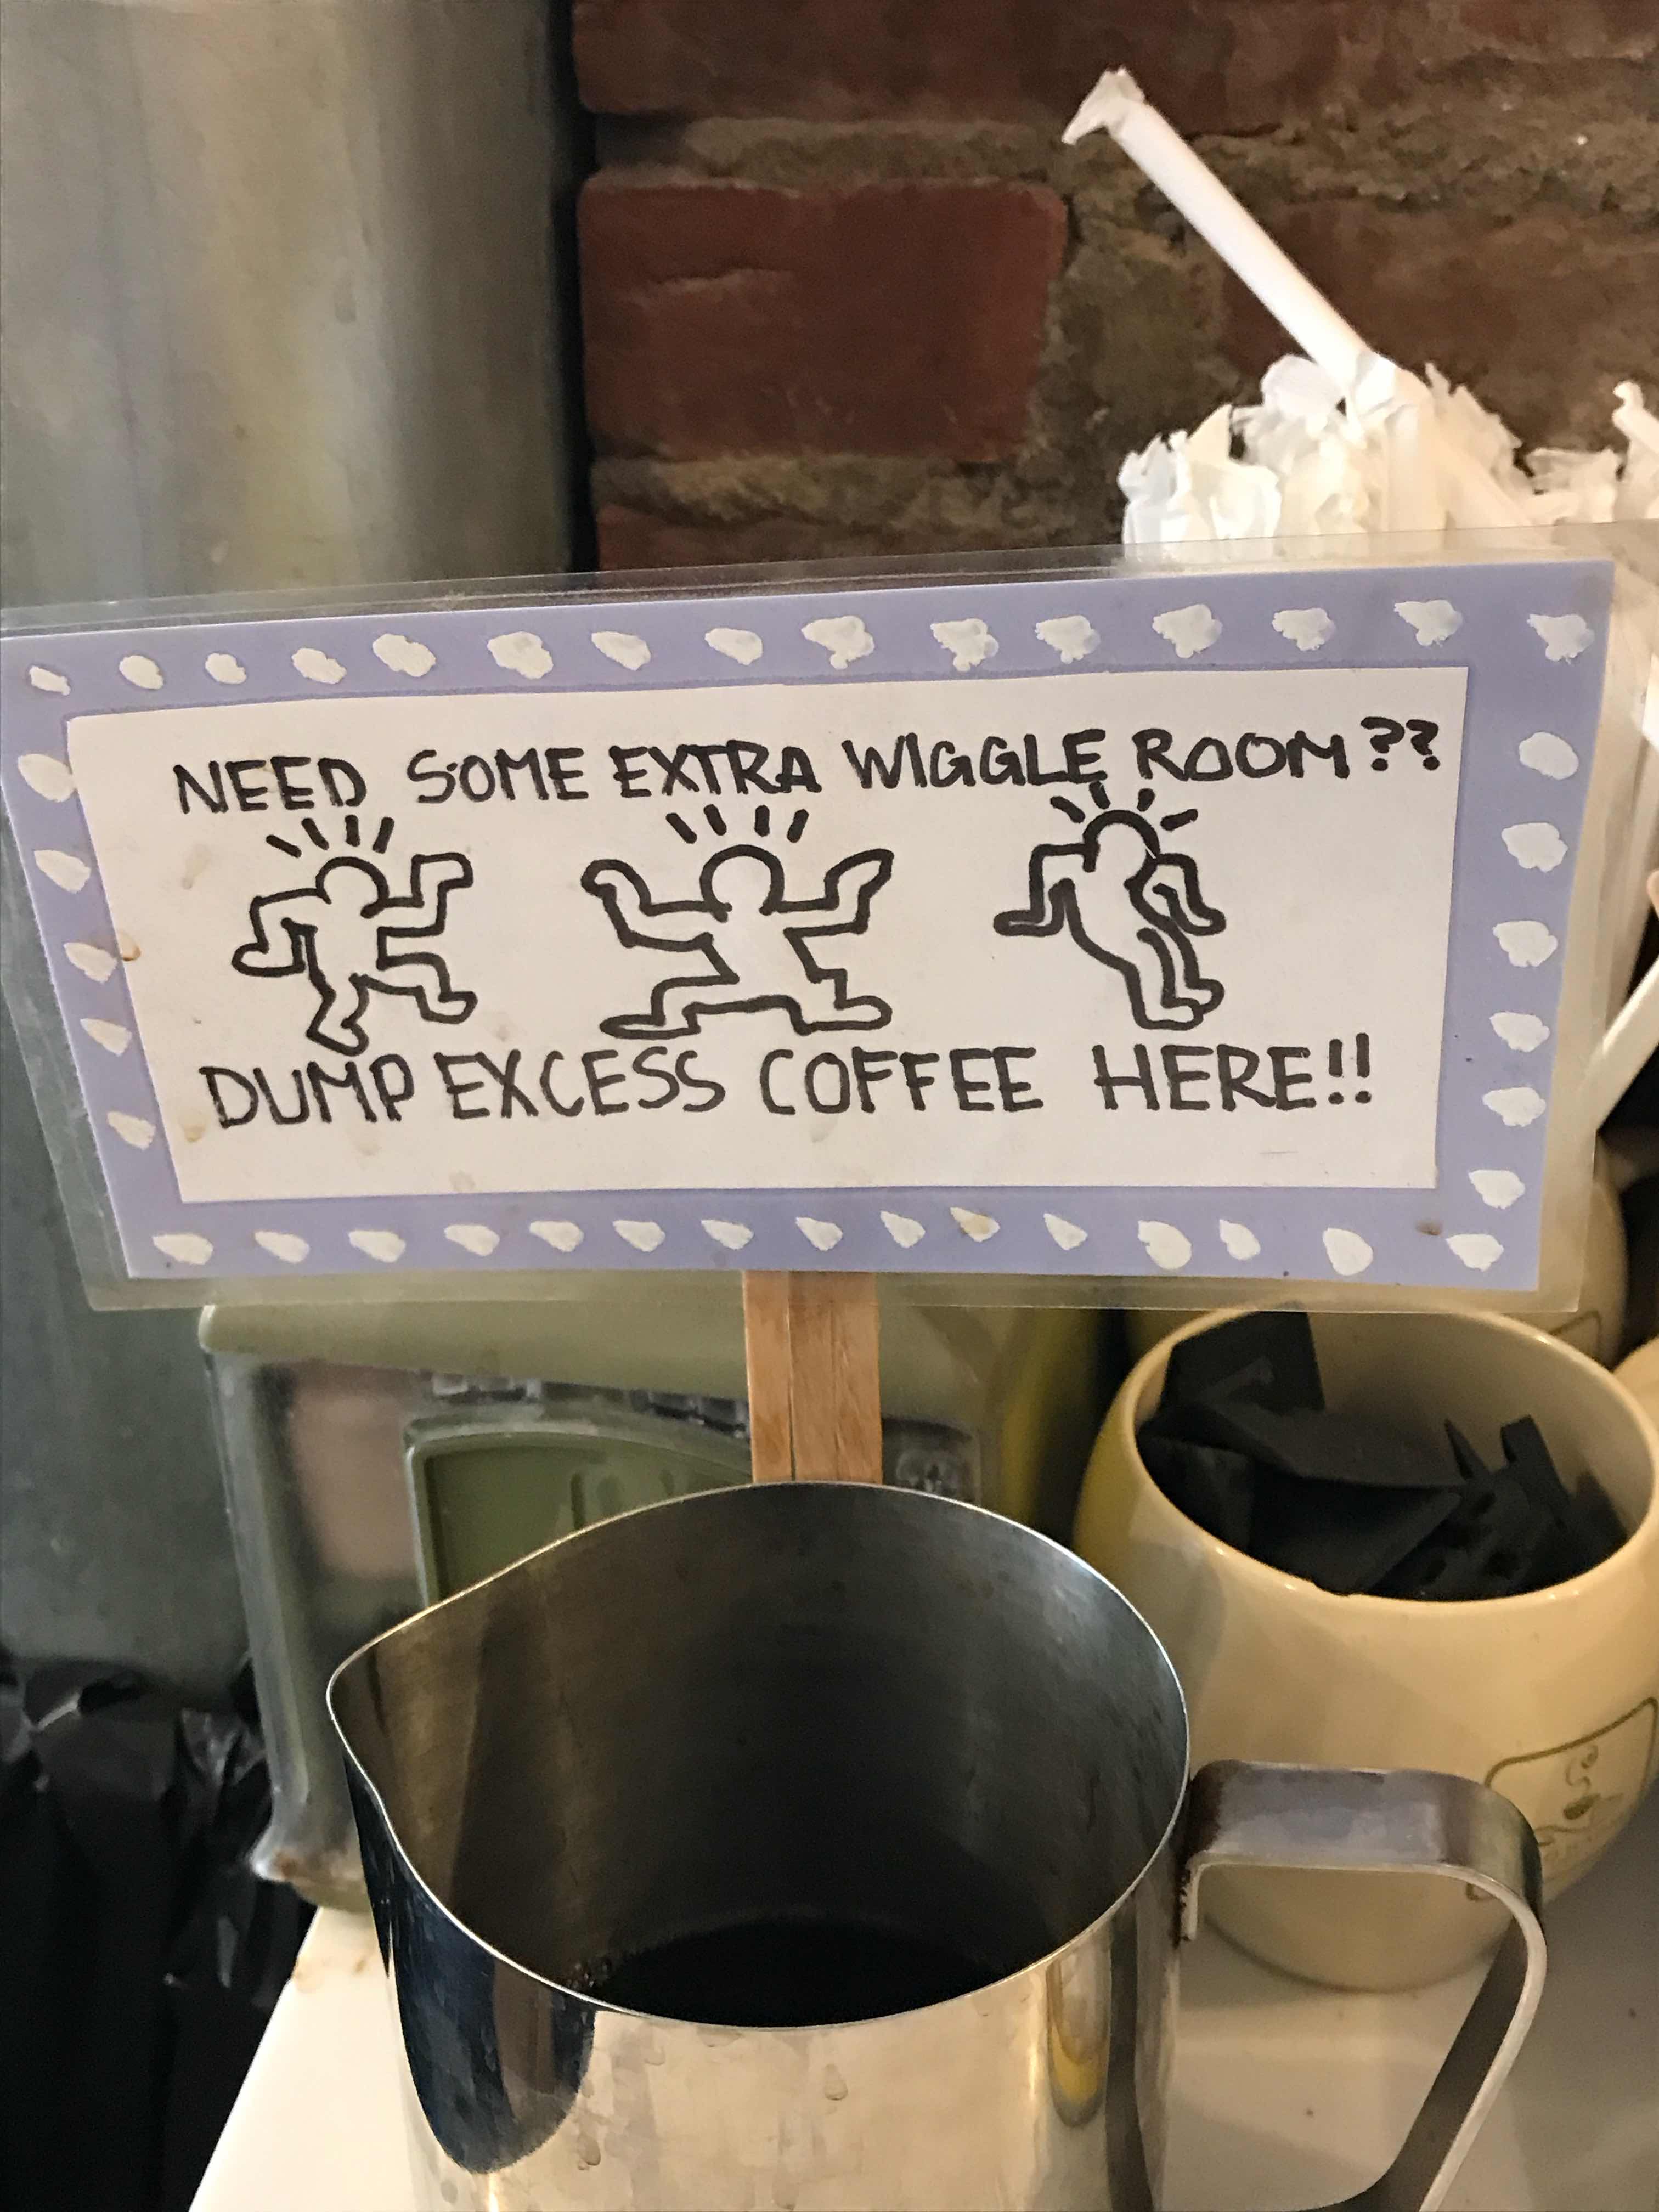 NEED SOME EXTRA WIGGLE ROOM??
DUMP EXCESS COFFEE HERE!!